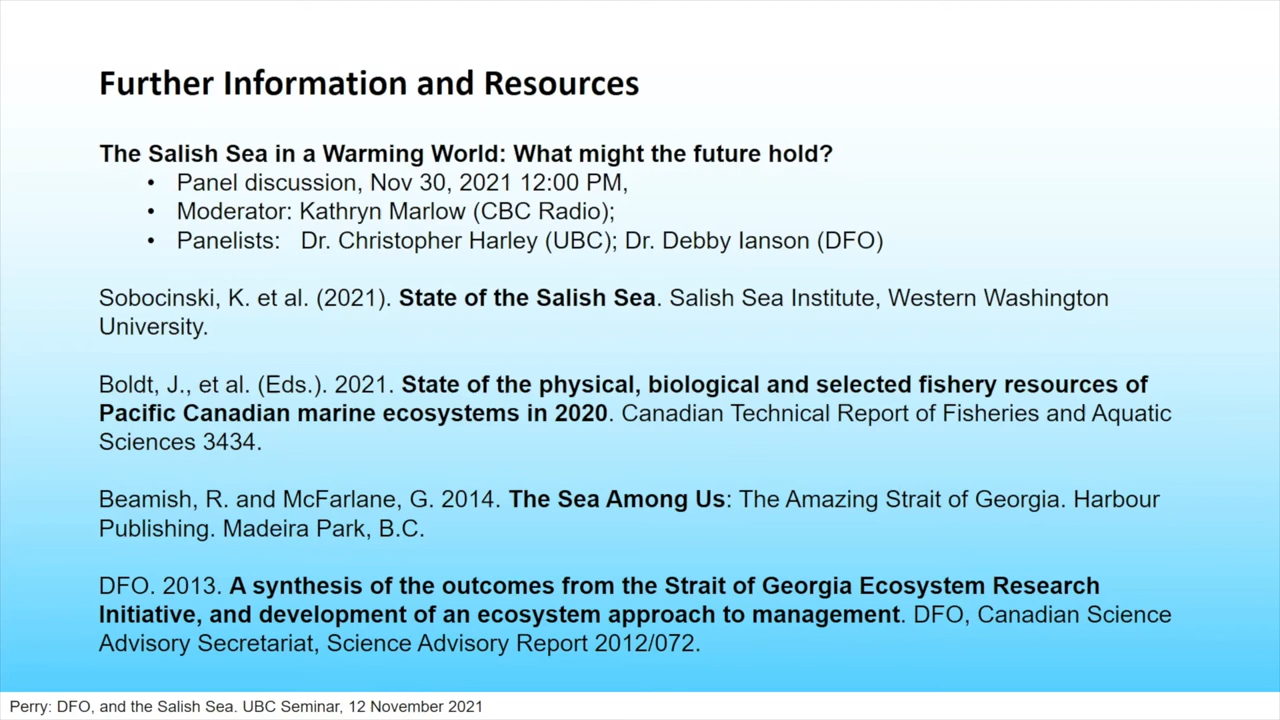 Further Information and Resources
The Salish Sea in a Warming World: What might the future hold?
• Panel discussion, Nov 30, 2021 12:00 PM,
• Moderator: Kathryn Marlow (CBC Radio);
• Panelists: Dr. Christopher Harley (UBC); Dr. Debby Ianson (DFO)
Sobocinski, K. et al. (2021). State of the Salish Sea. Salish Sea Institute, Western Washington
University.
Boldt, J., et al. (Eds.). 2021. State of the physical, biological and selected fishery resources of
Pacific Canadian marine ecosystems in 2020. Canadian Technical Report of Fisheries and Aquatic
Sciences 3434.
Beamish, R. and McFarlane, G. 2014. The Sea Among Us: The Amazing Strait of Georgia. Harbour
Publishing. Madeira Park, B.C.
DFO. 2013. A synthesis of the outcomes from the Strait of Georgia Ecosystem Research
Initiative, and development of an ecosystem approach to management. DFO, Canadian Science
Advisory Secretariat, Science Advisory Report 2012/072.
Perry: DFO, and the Salish Sea. UBC Seminar, 12 November 2021